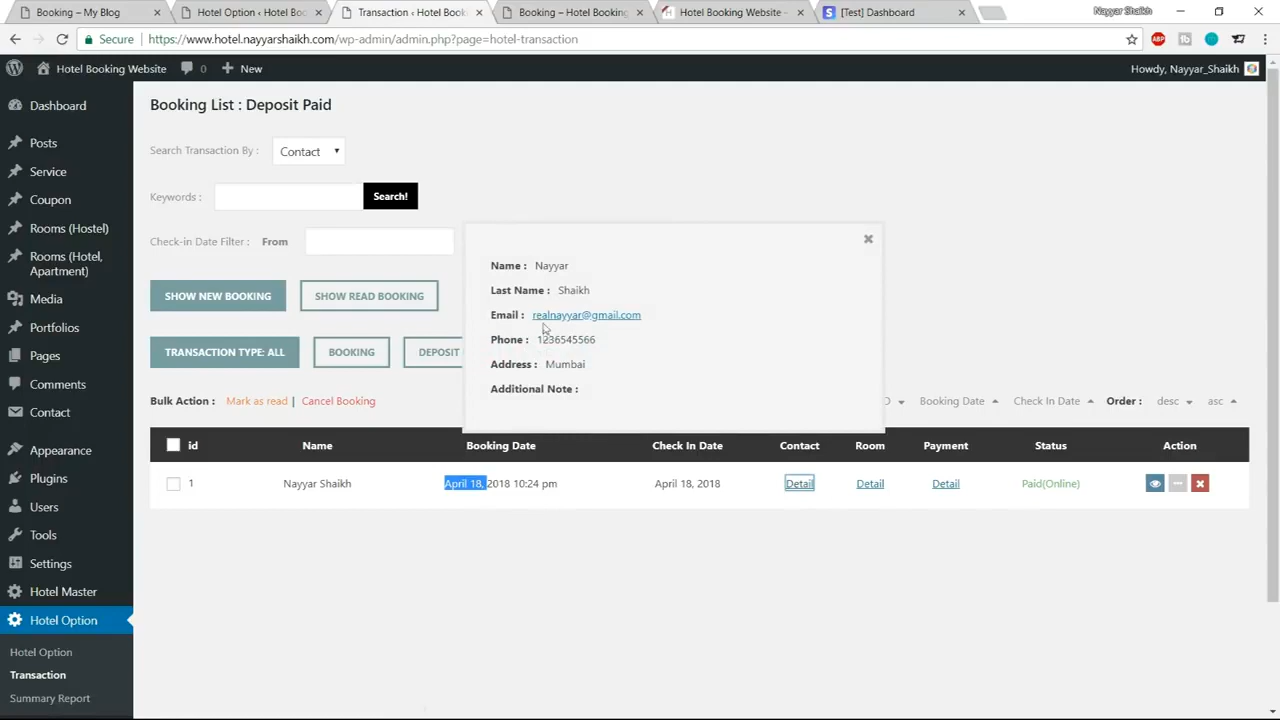 Booking – My Blog
Hotel Option ‹ Hotel Boo
Transaction ‹ Hotel Book
Booking – Hotel Booking
Hotel Booking Website –
[Test] Dashboard
Nayyar Shaikh
Secure https://www.hotel.nayyarshaikh.com/wp-admin/admin.php?page=hotel-transaction
Hotel Booking Website 0 New
Howdy, Nayyar_Shaikh
Dashboard
Posts
Service
Coupon
Rooms (Hostel)
Rooms (Hotel,
Apartment)
Media
Portfolios
Pages
Comments
Contact
Appearance
Plugins
Users
Tools
Settings
Hotel Master
Hotel Option
Hotel Option
Transaction
Summary Report
Booking List : Deposit Paid
Search Transaction By : Contact
Keywords : Search!
Check-in Date Filter : From
SHOW NEW BOOKING SHOW READ BOOKING
TRANSACTION TYPE: ALL BOOKING DEPOSIT
Name : Nayyar
Last Name : Shaikh
Email : realnayyar@gmail.com
Phone : 1236545566
Address : Mumbai
Additional Note :
Bulk Action : Mark as read | Cancel Booking
Booking Date Check In Date Order : desc asc
id Name Booking Date Check In Date Contact Room Payment Status Action
1 Nayyar Shaikh April 18, 2018 10:24 pm April 18, 2018 Detail Detail Detail Paid(Online)